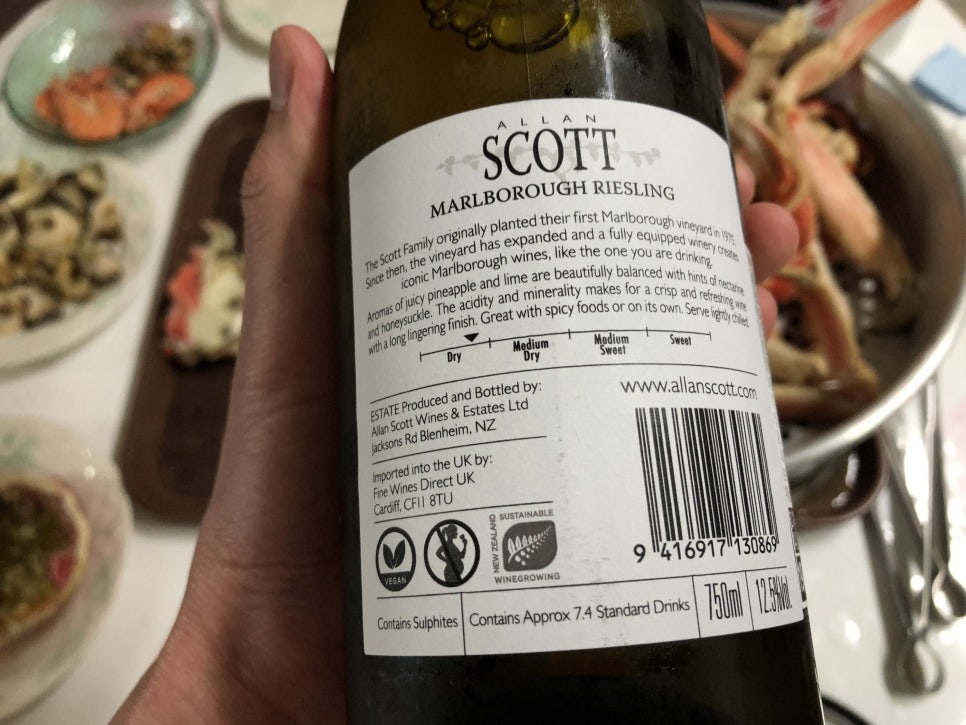 ALLAN
SCOTT
MARLBOROUGH RIESLING
The Scott Family originally planted their first Marlborough vineyard in 1975.
Since then, the vineyard has expanded and a fully equipped winery creates
iconic Marlborough wines, like the one you are drinking.
Aromas of juicy pineapple and lime are beautifully balanced with hints of nectarine
and honeysuckle. The acidity and minerality makes for a crisp and refreshing wine
with a long lingering finish. Great with spicy foods or on its own. Serve lightly chilled.
Dry
Medium
Dry
Medium
Sweet
Sweet
ESTATE Produced and Bottled by:
Allan Scott Wines & Estates Ltd
Jacksons Rd Blenheim, NZ
www.allanscott.com
Imported into the UK by:
Fine Wines Direct UK
Cardiff, CF11 8TU
VEGAN
NEW ZEALAND
SUSTAINABLE
WINEGROWING
9 416917 130869
Contains Sulphites
Contains Approx 7.4 Standard Drinks
750ml
12.5%Vol.